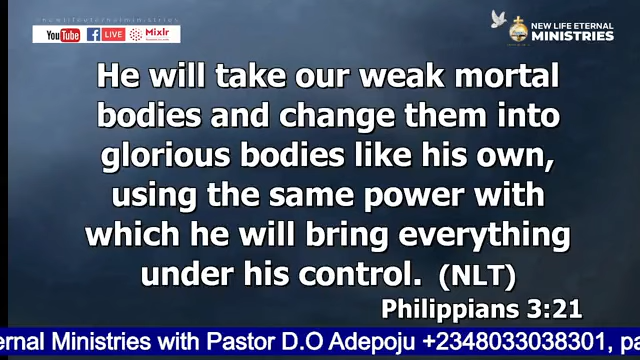 newlifeeternalministries
YouTube f LIVE Mixlr
NEW LIFE ETERNAL
MINISTRIES
He will take our weak mortal
bodies and change them into
glorious bodies like his own,
using the same power with
which he will bring everything
under his control. (NLT)
Philippians 3:21
ernal Ministries with Pastor D.O Adepoju +2348033038301, pa